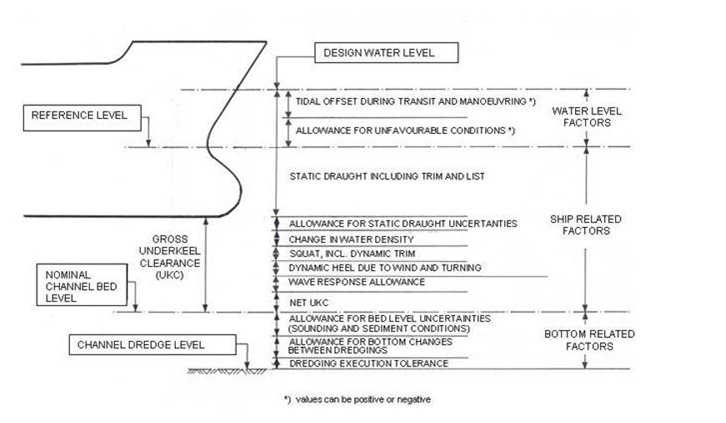 DESIGN WATER LEVEL
TIDAL OFFSET DURING TRANSIT AND MANOEUVRING *)
WATER LEVEL
FACTORS
REFERENCE LEVEL
ALLOWANCE FOR UNFAVOURABLE CONDITIONS *)
STATIC DRAUGHT INCLUDING TRIM AND LIST
SHIP RELATED
FACTORS
ALLOWANCE FOR STATIC DRAUGHT UNCERTANTIES
CHANGE IN WATER DENSITY
SQUAT, INCL. DYNAMIC TRIM
DYNAMIC HEEL DUE TO WIND AND TURNING
WAVE RESPONSE ALLOWANCE
NET UKC
GROSS
UNDERKEEL
CLEARANCE
(UKC)
NOMINAL
CHANNEL BED
LEVEL
ALLOWANCE FOR BED LEVEL UNCERTAINTIES
(SOUNDING AND SEDIMENT CONDITIONS)
ALLOWANCE FOR BOTTOM CHANGES
BETWEEN DREDGINGS
DREDGING EXECUTION TOLERANCE
BOTTOM RELATED
FACTORS
CHANNEL DREDGE LEVEL
*) values can be positive or negative